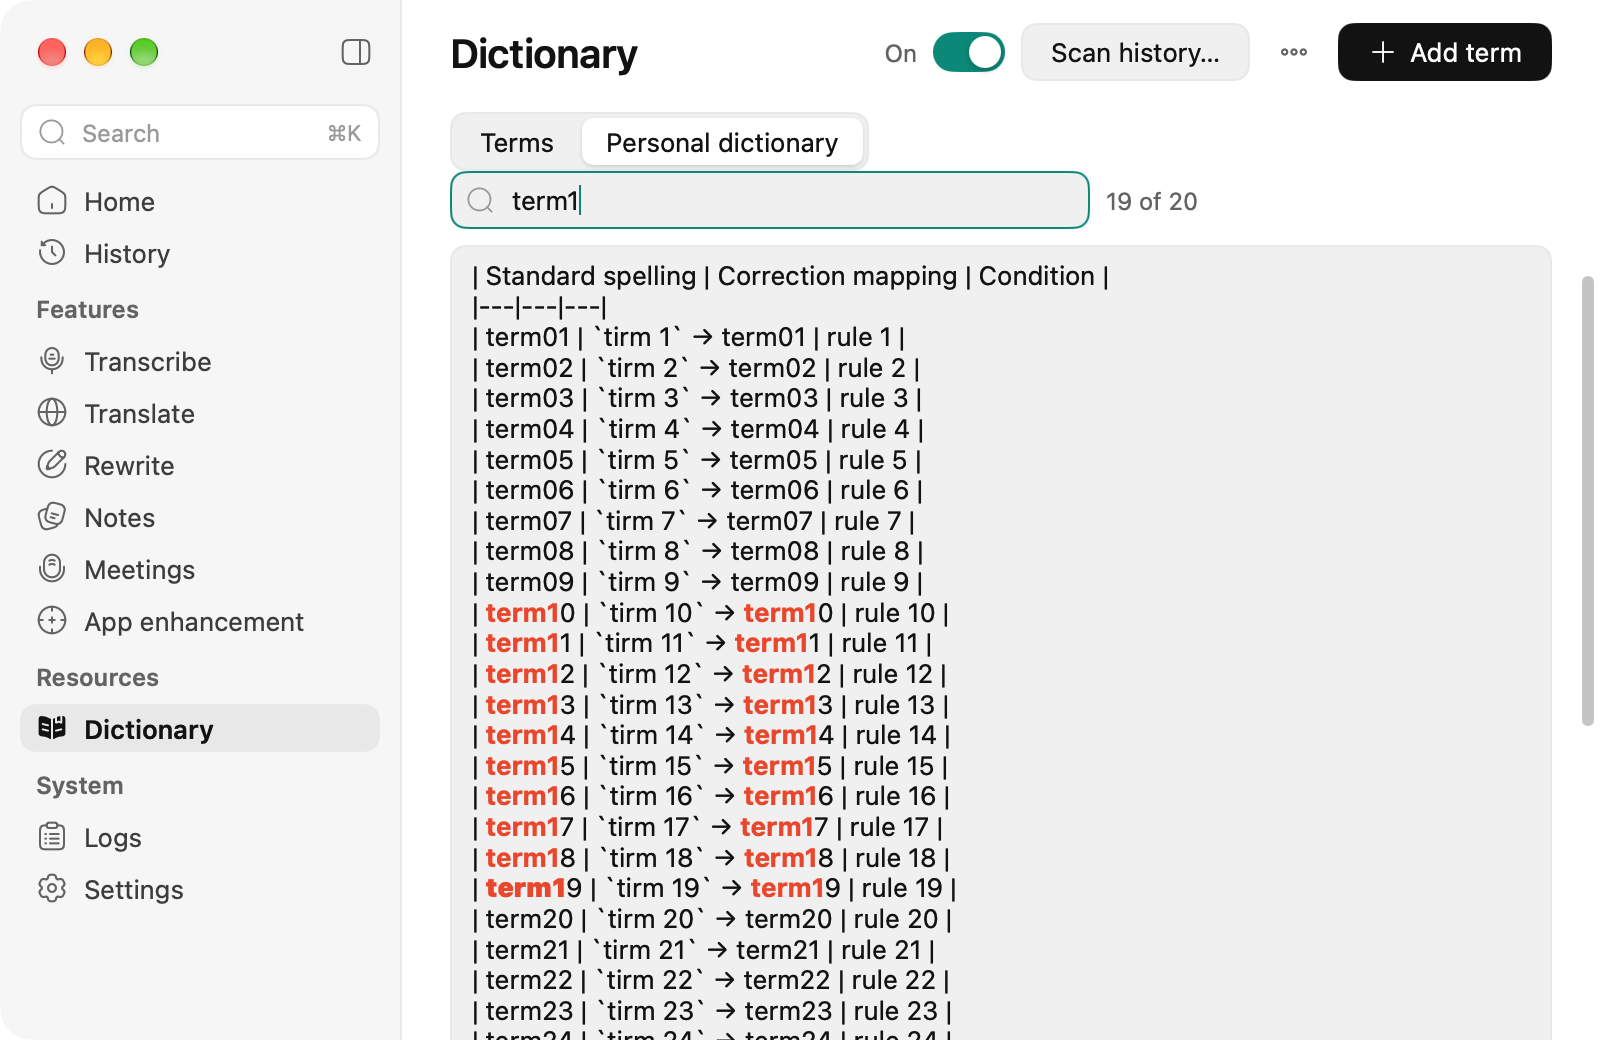 Search ⌘K
Home
History
Features
Transcribe
Translate
Rewrite
Notes
Meetings
App enhancement
Resources
Dictionary
System
Logs
Settings
Dictionary
On
Scan history...
Add term
Terms
Personal dictionary
term1
19 of 20
| Standard spelling | Correction mapping | Condition |
|---|---|---|
| term01 | `tirm 1` → term01 | rule 1 |
| term02 | `tirm 2` → term02 | rule 2 |
| term03 | `tirm 3` → term03 | rule 3 |
| term04 | `tirm 4` → term04 | rule 4 |
| term05 | `tirm 5` → term05 | rule 5 |
| term06 | `tirm 6` → term06 | rule 6 |
| term07 | `tirm 7` → term07 | rule 7 |
| term08 | `tirm 8` → term08 | rule 8 |
| term09 | `tirm 9` → term09 | rule 9 |
| term10 | `tirm 10` → term10 | rule 10 |
| term11 | `tirm 11` → term11 | rule 11 |
| term12 | `tirm 12` → term12 | rule 12 |
| term13 | `tirm 13` → term13 | rule 13 |
| term14 | `tirm 14` → term14 | rule 14 |
| term15 | `tirm 15` → term15 | rule 15 |
| term16 | `tirm 16` → term16 | rule 16 |
| term17 | `tirm 17` → term17 | rule 17 |
| term18 | `tirm 18` → term18 | rule 18 |
| term19 | `tirm 19` → term19 | rule 19 |
| term20 | `tirm 20` → term20 | rule 20 |
| term21 | `tirm 21` → term21 | rule 21 |
| term22 | `tirm 22` → term22 | rule 22 |
| term23 | `tirm 23` → term23 | rule 23 |
| term24 | `tirm 24` → term24 | rule 24 |